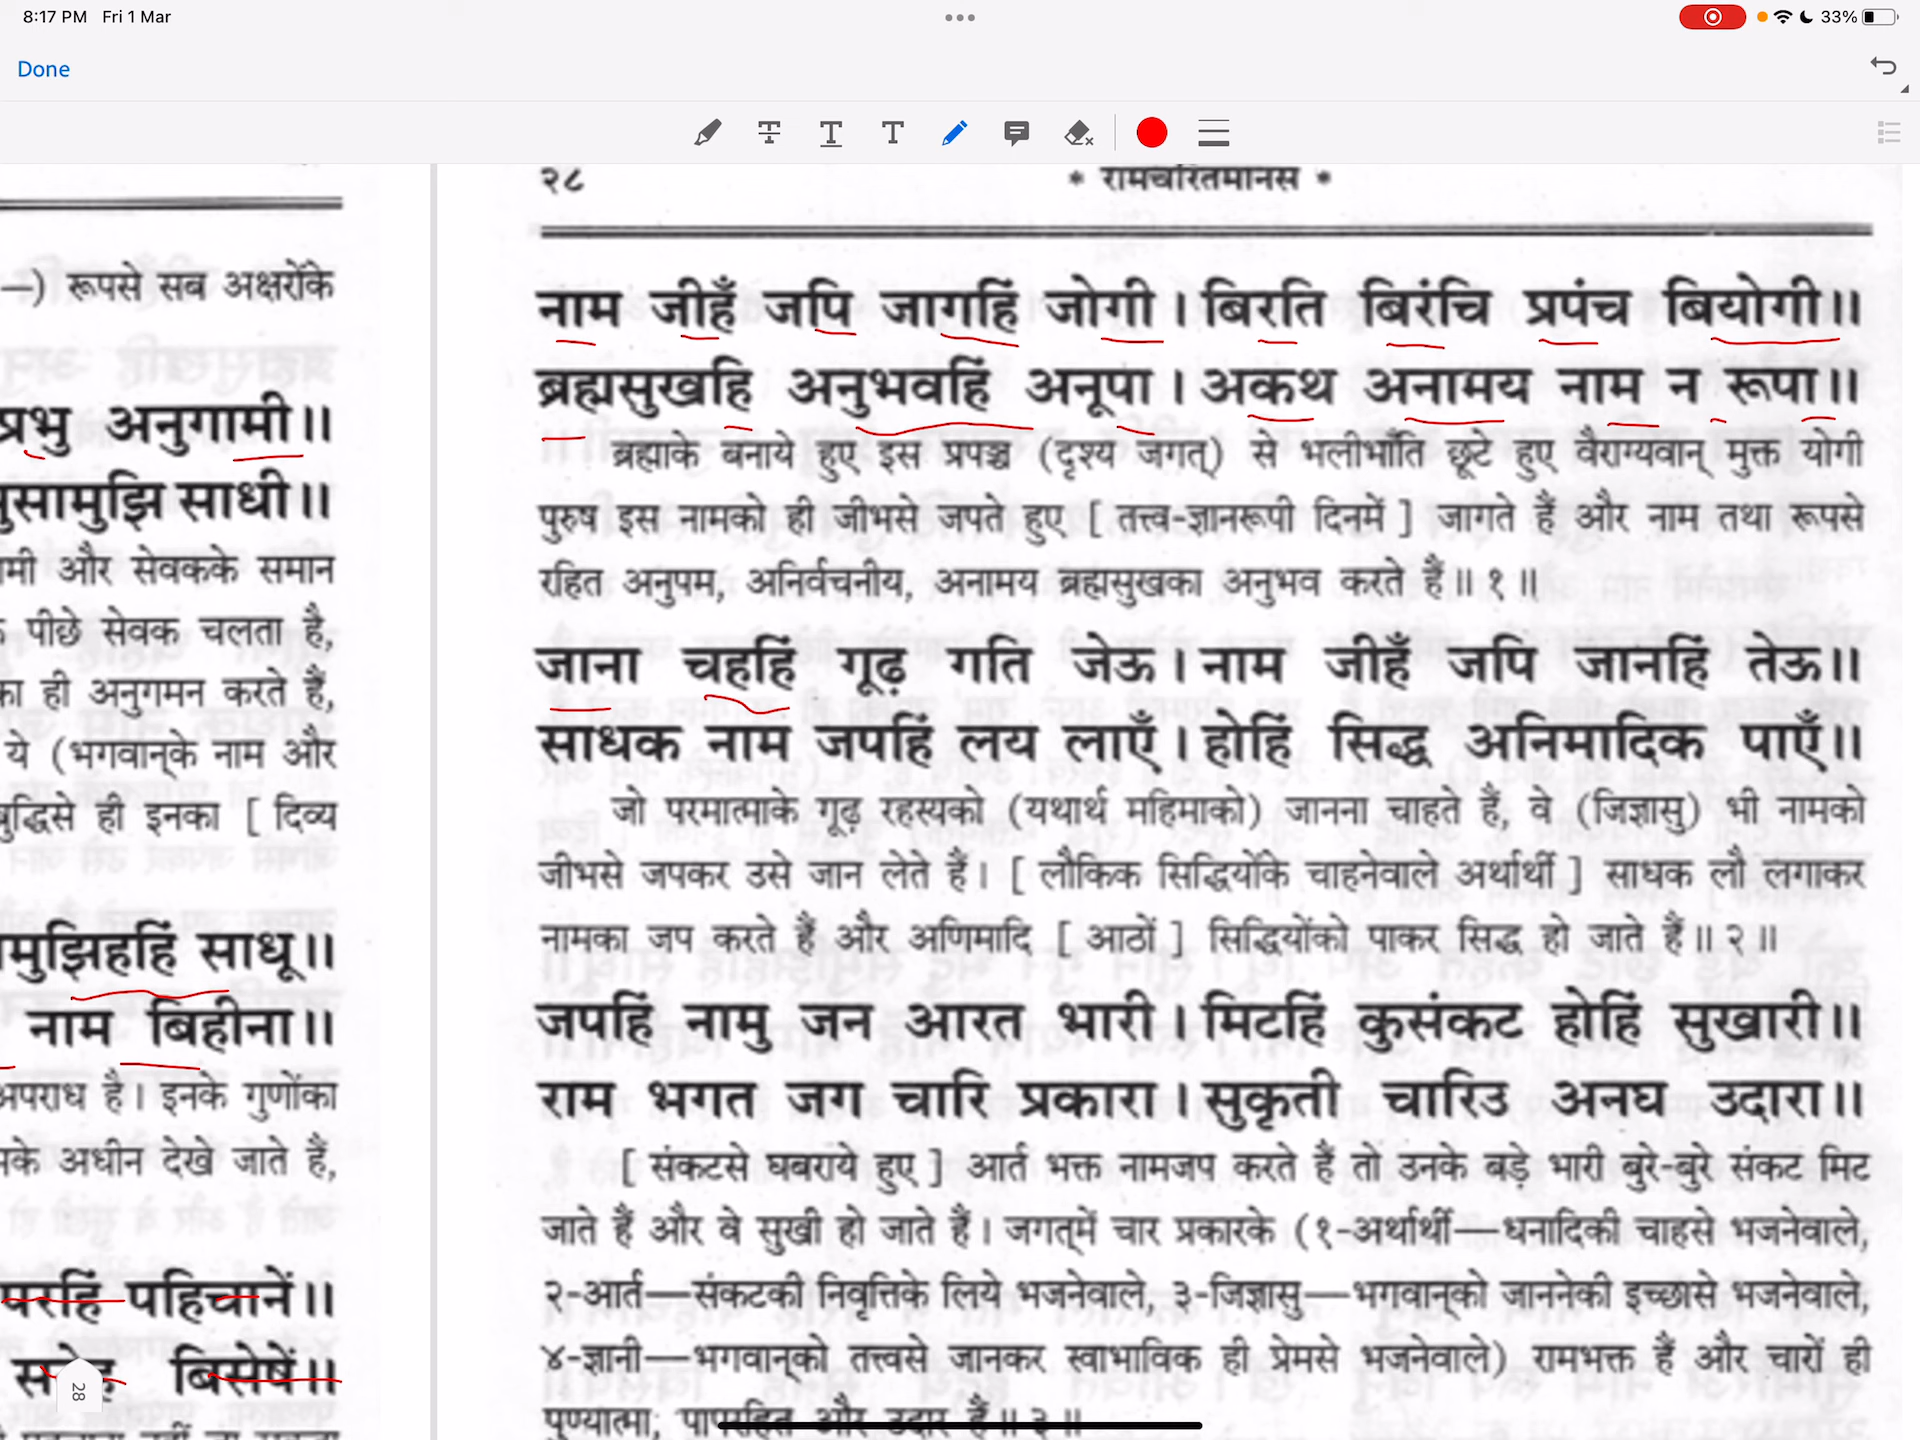 8:17 PM Fri 1 Mar
33%
Done
—) रूपसे सब अक्षरोंके
प्रभु अनुगामी॥
सुसामुझि साधी॥
और सेवकके समान
पीछे सेवक चलता है,
का ही अनुगमन करते हैं,
ये (भगवान्‌के नाम और
बुद्धिसे ही इनका [ दिव्य
साधू॥
नाम बिहीना॥
अपराध है। इनके गुणोंका
अधीन देखे जाते हैं,
परहिं पहिचानें॥
बिसेषें॥
28
२८
* रामचरितमानस *
नाम जीहँ जपि जागहिं जोगी। बिरति बिरंचि प्रपंच बियोगी॥
ब्रह्मसुखहि अनुभवहिं अनूपा। अकथ अनामय नाम न रूपा॥
ब्रह्माके बनाये हुए इस प्रपञ्च (दृश्य जगत्) से भलीभाँति छूटे हुए वैराग्यवान् मुक्त योगी
पुरुष इस नामको ही जीभसे जपते हुए [ तत्त्व-ज्ञानरूपी दिनमें ] जागते हैं और नाम तथा रूपसे
रहित अनुपम, अनिर्वचनीय, अनामय ब्रह्मसुखका अनुभव करते हैं॥ १॥
जाना चहहिं गूढ़ गति जेऊ। नाम जीहँ जपि जानहिं तेऊ॥
साधक नाम जपहिं लय लाएँ। होहिं सिद्ध अनिमादिक पाएँ॥
जो परमात्माके गूढ़ रहस्यको (यथार्थ महिमाको) जानना चाहते हैं, वे (जिज्ञासु) भी नामको
जीभसे जपकर उसे जान लेते हैं। [ लौकिक सिद्धियोंके चाहनेवाले अर्थार्थी ] साधक लौ लगाकर
नामका जप करते हैं और अणिमादि [ आठों ] सिद्धियोंको पाकर सिद्ध हो जाते हैं॥ २॥
जपहिं नामु जन आरत भारी। मिटहिं कुसंकट होहिं सुखारी॥
राम भगत जग चारि प्रकारा। सुकृती चारिउ अनघ उदारा॥
[ संकटसे घबराये हुए ] आर्त भक्त नामजप करते हैं तो उनके बड़े भारी बुरे-बुरे संकट मिट
जाते हैं और वे सुखी हो जाते हैं। जगत्‌में चार प्रकारके (१-अर्थार्थी—धनादिकी चाहसे भजनेवाले,
२-आर्त—संकटकी निवृत्तिके लिये भजनेवाले, ३-जिज्ञासु—भगवान्‌को जाननेकी इच्छासे भजनेवाले,
४-ज्ञानी—भगवान्‌को तत्त्वसे जानकर स्वाभाविक ही प्रेमसे भजनेवाले) रामभक्त हैं और चारों ही
पुण्यात्मा, पापरहित और उदार हैं॥ ३॥